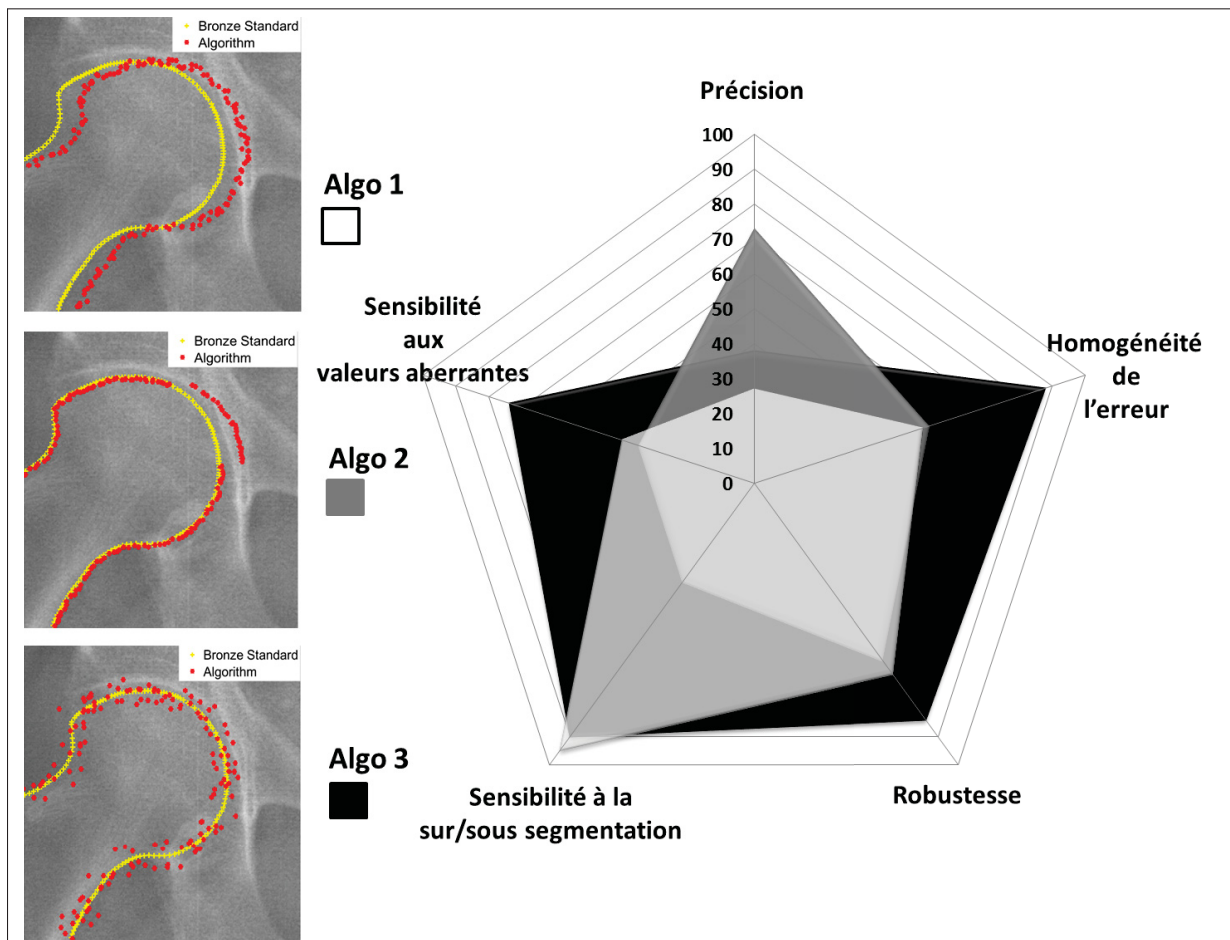 Bronze Standard
Algorithm
Algo 1
Bronze Standard
Algorithm
Algo 2
Bronze Standard
Algorithm
Algo 3
Précision
100
90
80
70
60
50
40
30
20
10
0
Homogénéité
de
l’erreur
Robustesse
Sensibilité à la
sur/sous segmentation
Sensibilité
aux
valeurs aberrantes